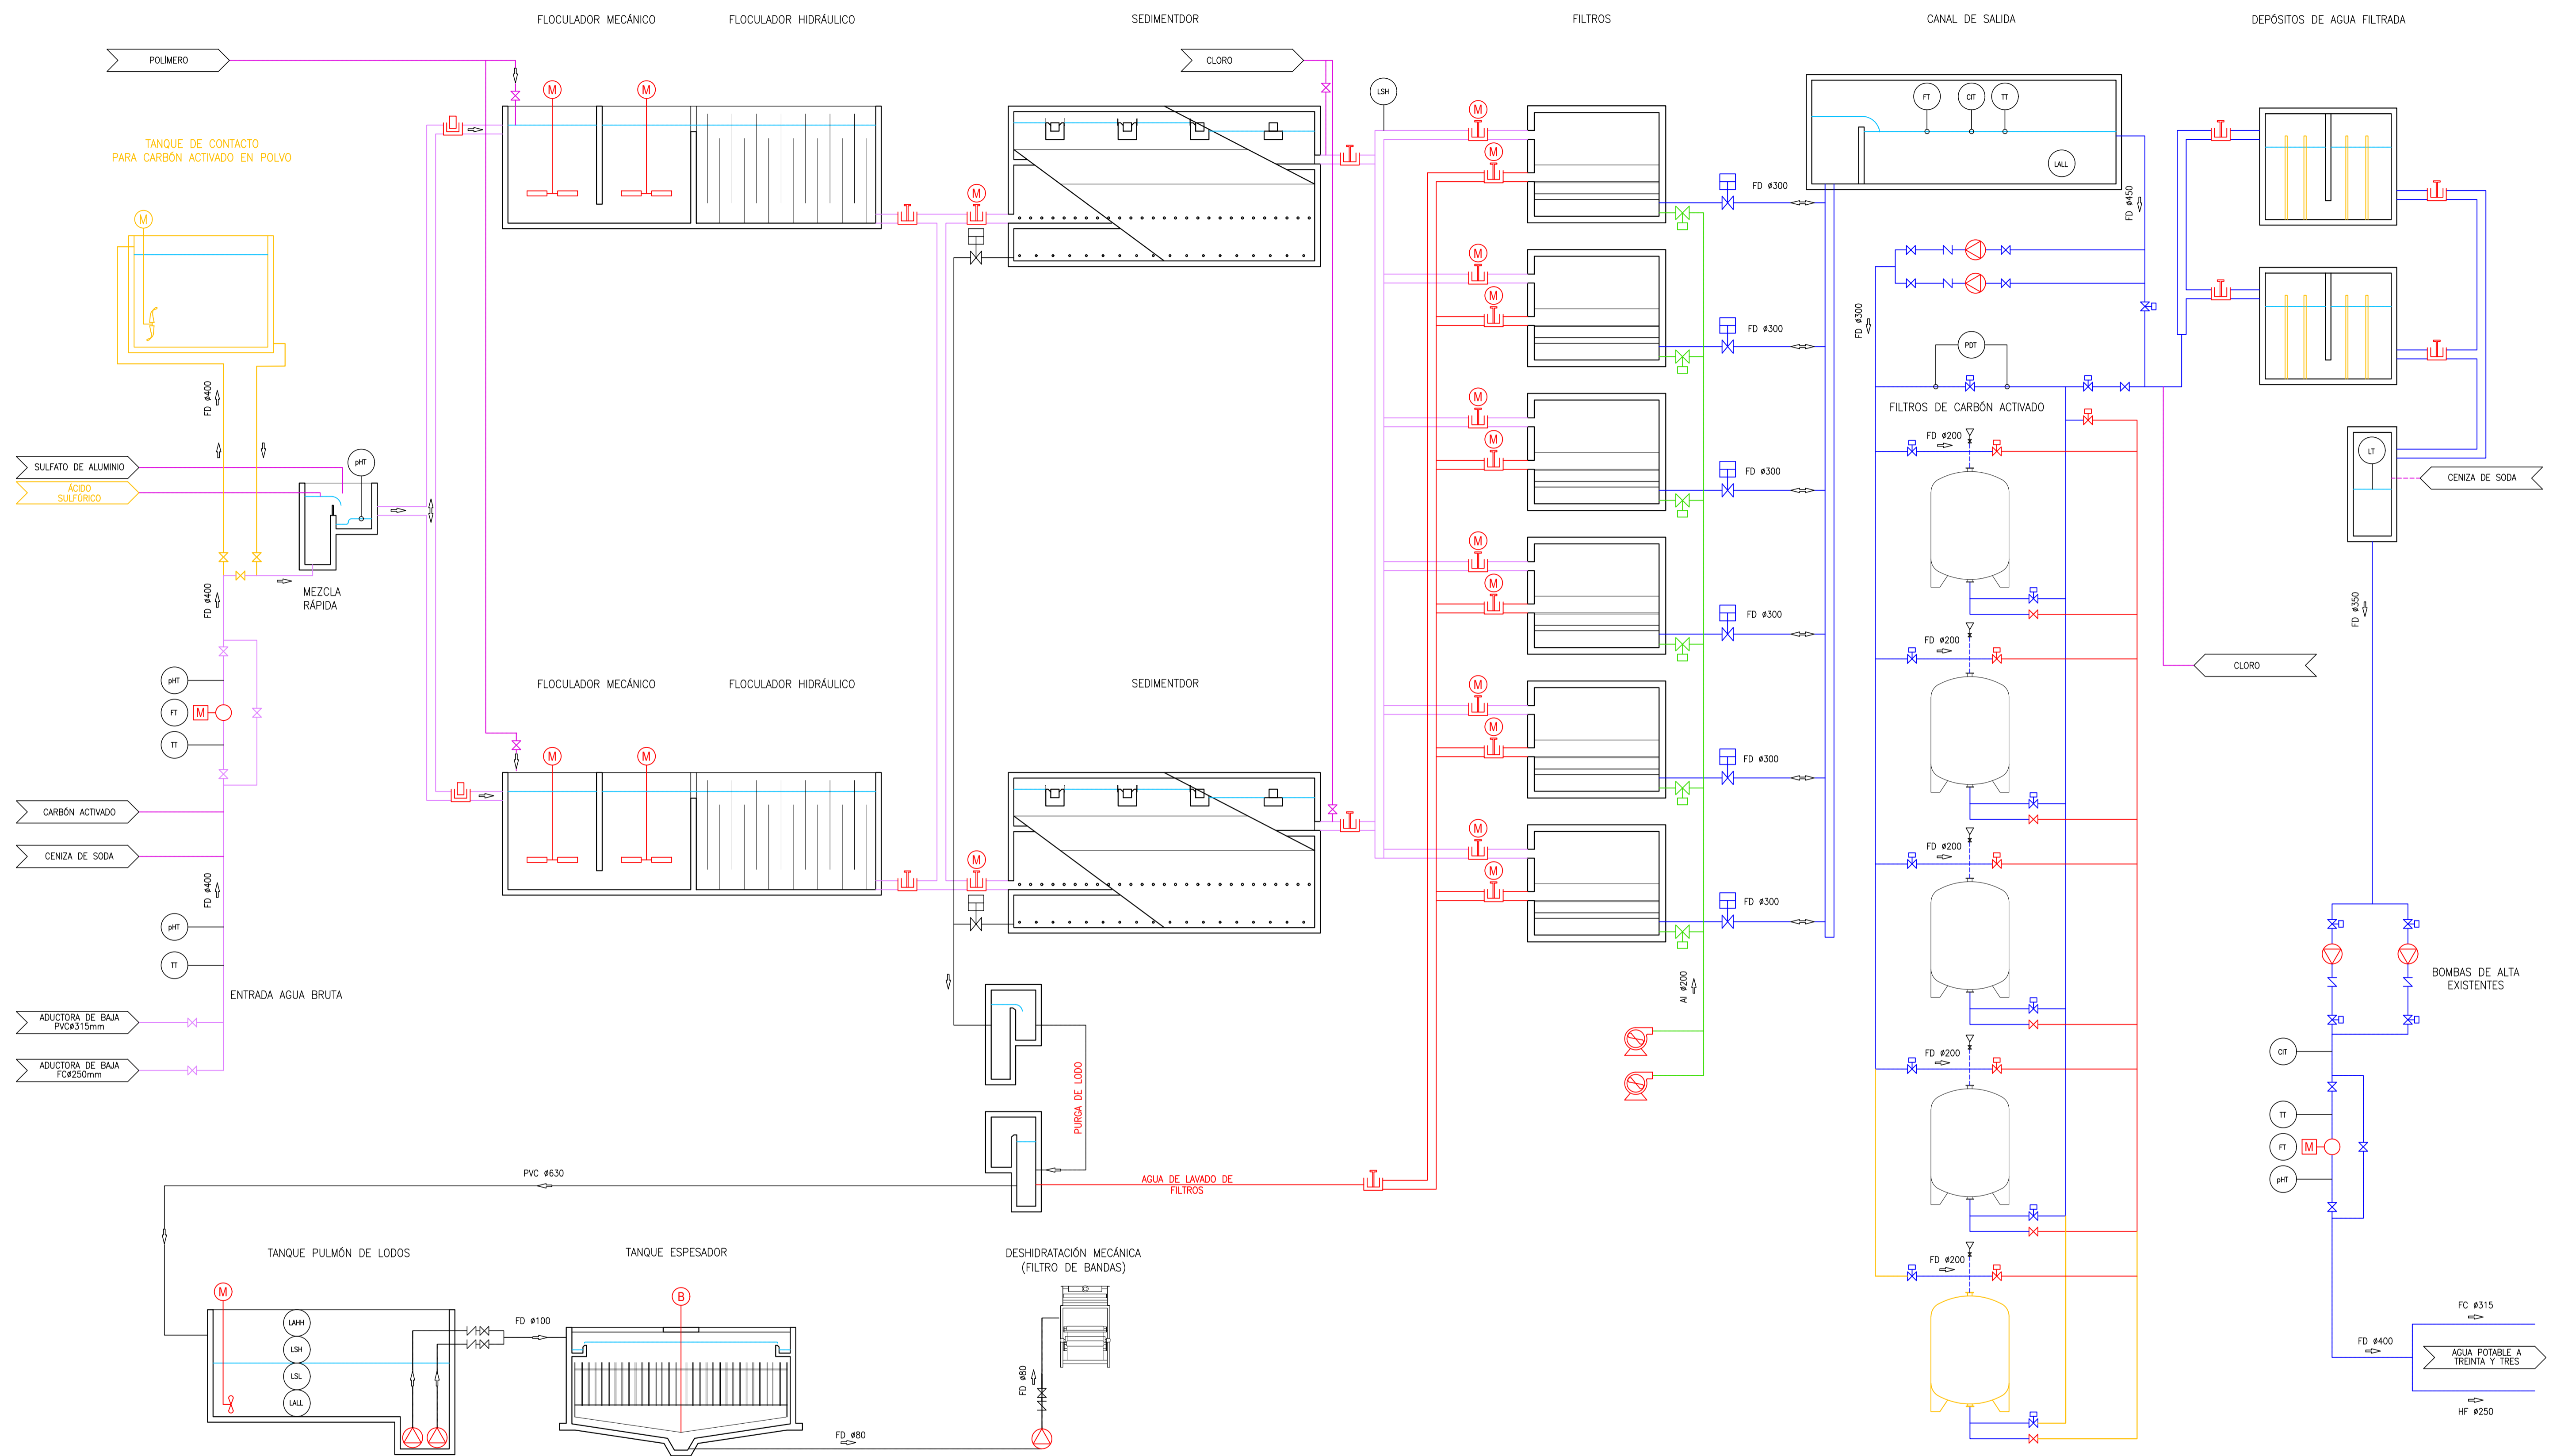 FLOCULADOR MECÁNICO
FLOCULADOR HIDRÁULICO
SEDIMENTDOR
FILTROS
CANAL DE SALIDA
DEPÓSITOS DE AGUA FILTRADA
POLÍMERO
CLORO
M
M
LSH
M
M
FD ø300
FT
CIT
TT
LALL
FD ø450
TANQUE DE CONTACTO
PARA CARBÓN ACTIVADO EN POLVO
M
M
M
M
FD ø300
FD ø300
PDT
FILTROS DE CARBÓN ACTIVADO
FD ø400
M
M
FD ø300
FD ø200
SULFATO DE ALUMINIO
ÁCIDO
SULFÚRICO
pHT
LT
CENIZA DE SODA
MEZCLA
RÁPIDA
FD ø400
M
M
FD ø300
FD ø200
FD ø350
CLORO
pHT
FT
M
TT
FLOCULADOR MECÁNICO
FLOCULADOR HIDRÁULICO
SEDIMENTDOR
M
M
M
M
FD ø300
CARBÓN ACTIVADO
CENIZA DE SODA
FD ø400
M
M
M
FD ø300
FD ø200
pHT
TT
ENTRADA AGUA BRUTA
ADUCTORA DE BAJA
PVCø315mm
ADUCTORA DE BAJA
FCø250mm
AI ø200
BOMBAS DE ALTA
EXISTENTES
FD ø200
CIT
TT
FT
M
pHT
PURGA DE LODO
PVC ø630
AGUA DE LAVADO DE
FILTROS
TANQUE PULMÓN DE LODOS
TANQUE ESPESADOR
DESHIDRATACIÓN MECÁNICA
(FILTRO DE BANDAS)
FD ø200
M
LAHH
LSH
LSL
LALL
FD ø100
B
FD ø80
FD ø80
FC ø315
FD ø400
AGUA POTABLE A
TREINTA Y TRES
HF ø250